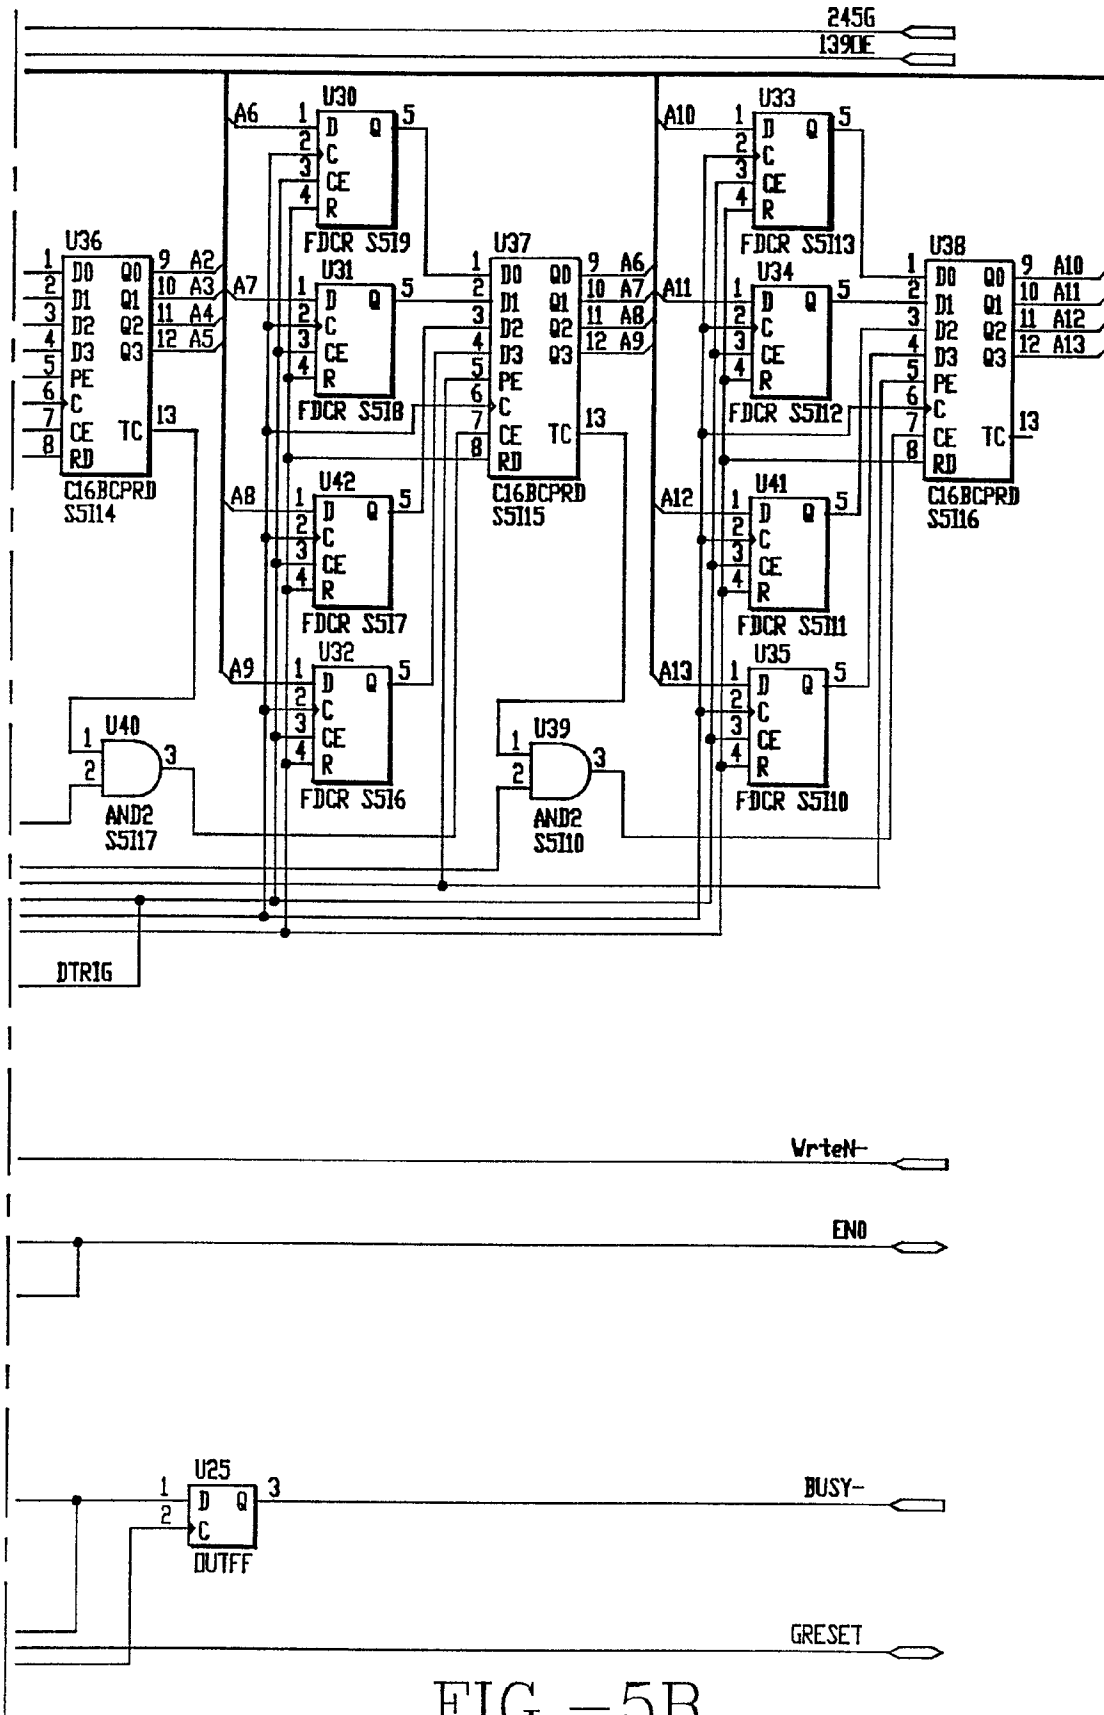 245G
139OE
U30
A6 1 D Q 5
2 C
3 CE
4 R
FDCR S5I9
U33
A10 1 D Q 5
2 C
3 CE
4 R
FDCR S5I13
U36
1 D0 Q0 9 A2
2 D1 Q1 10 A3
3 D2 Q2 11 A4
4 D3 Q3 12 A5
5 PE
6 C
7 CE TC 13
8 RD
C16BCPRD
S5I14
U31
A7 1 D Q 5
2 C
3 CE
4 R
FDCR S5I8
U37
1 D0 Q0 9 A6
2 D1 Q1 10 A7
3 D2 Q2 11 A8
4 D3 Q3 12 A9
5 PE
6 C
7 CE TC 13
8 RD
C16BCPRD
S5I15
U34
A11 1 D Q 5
2 C
3 CE
4 R
FDCR S5I12
U38
1 D0 Q0 9 A10
2 D1 Q1 10 A11
3 D2 Q2 11 A12
4 D3 Q3 12 A13
5 PE
6 C
7 CE TC 13
8 RD
C16BCPRD
S5I16
U42
A8 1 D Q 5
2 C
3 CE
4 R
FDCR S5I7
U41
A12 1 D Q 5
2 C
3 CE
4 R
FDCR S5I11
U32
A9 1 D Q 5
2 C
3 CE
4 R
FDCR S5I6
U35
A13 1 D Q 5
2 C
3 CE
4 R
FDCR S5I10
U40
1
2
3
AND2
S5I17
U39
1
2
3
AND2
S5I10
DTRIG
WrteN-
EN0
U25
1 D Q 3
2 C
OUTFF
BUSY-
GRESET
FIG.-5B